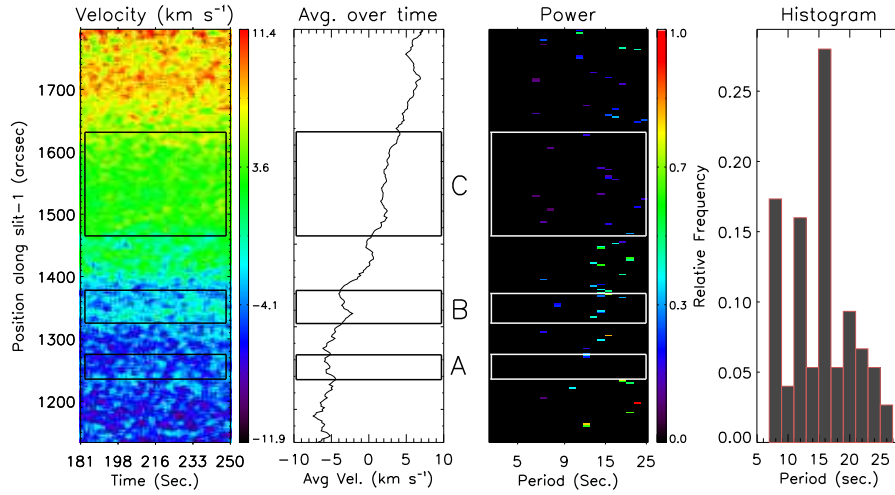 Velocity (km s⁻¹)
Avg. over time
Power
Histogram
Position along slit-1 (arcsec)
1700
1600
1500
1400
1300
1200
181 198 216 233 250
Time (Sec.)
11.4
3.6
-4.1
-11.9
C
B
A
-10 -5 0 5 10
Avg Vel. (km s⁻¹)
5 9 15 25
Period (Sec.)
1.0
0.7
0.3
0.0
Relative Frequency
0.25
0.20
0.15
0.10
0.05
0.00
5 10 15 20 25
Period (sec.)